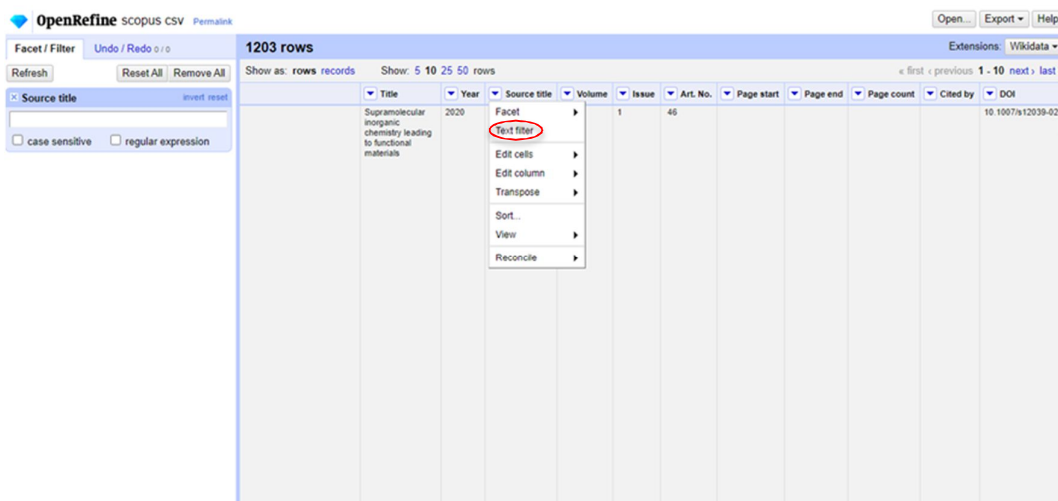 OpenRefine scopus csv Permalink
Open... Export Help
Facet / Filter Undo / Redo 0 / 0
1203 rows
Extensions: Wikidata
Refresh Reset All Remove All
Show as: rows records Show: 5 10 25 50 rows
« first ‹ previous 1 - 10 next › last
Source title invert reset
case sensitive regular expression
Title Year Source title Volume Issue Art. No. Page start Page end Page count Cited by DOI
Supramolecular
inorganic
chemistry leading
to functional
materials
2020
1
46
10.1007/s12039-02
Facet
Text filter
Edit cells
Edit column
Transpose
Sort...
View
Reconcile